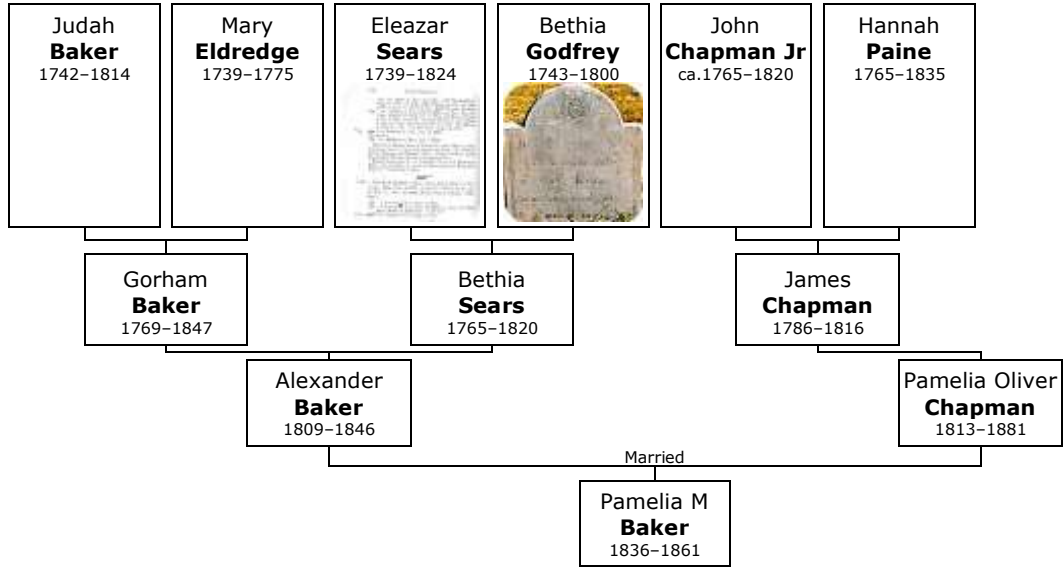 Judah
Baker
1742–1814
Mary
Eldredge
1739–1775
Eleazar
Sears
1739–1824
Bethia
Godfrey
1743–1800
John
Chapman Jr
ca.1765–1820
Hannah
Paine
1765–1835
Gorham
Baker
1769–1847
Bethia
Sears
1765–1820
James
Chapman
1786–1816
Alexander
Baker
1809–1846
Pamelia Oliver
Chapman
1813–1881
Married
Pamelia M
Baker
1836–1861